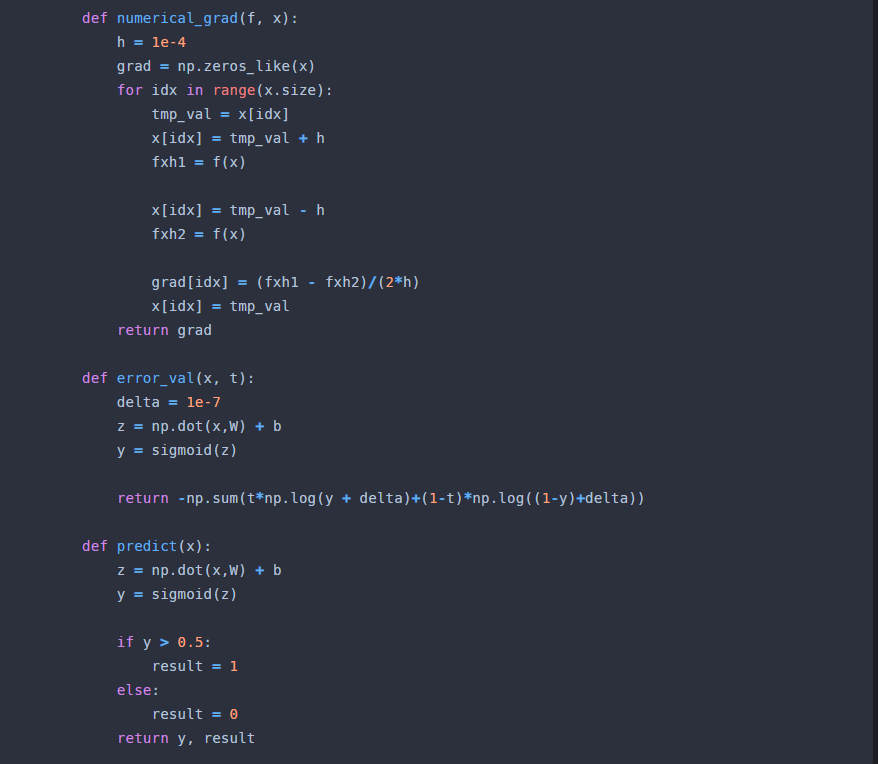 def numerical_grad(f, x):
    h = 1e-4
    grad = np.zeros_like(x)
    for idx in range(x.size):
        tmp_val = x[idx]
        x[idx] = tmp_val + h
        fxh1 = f(x)

        x[idx] = tmp_val - h
        fxh2 = f(x)

        grad[idx] = (fxh1 - fxh2)/(2*h)
        x[idx] = tmp_val
    return grad

def error_val(x, t):
    delta = 1e-7
    z = np.dot(x,W) + b
    y = sigmoid(z)

    return -np.sum(t*np.log(y + delta)+(1-t)*np.log((1-y)+delta))

def predict(x):
    z = np.dot(x,W) + b
    y = sigmoid(z)

    if y > 0.5:
        result = 1
    else:
        result = 0
    return y, result